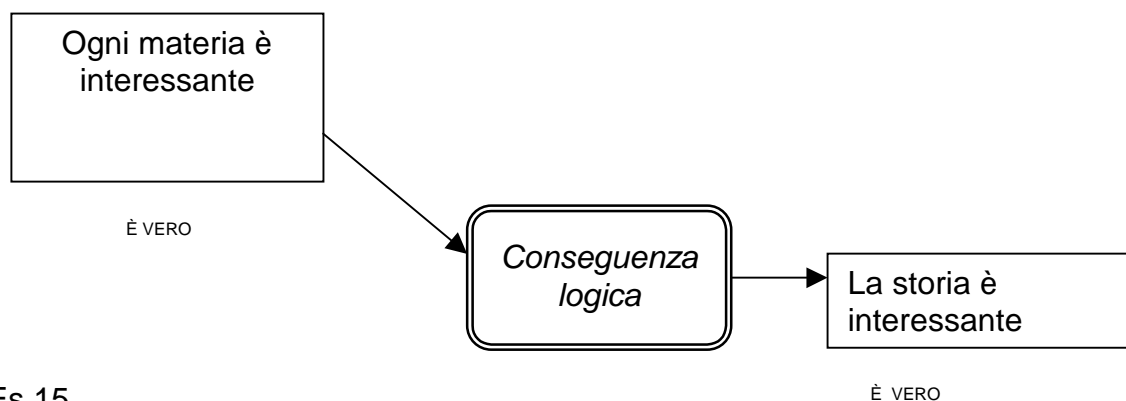 Ogni materia è
interessante
È VERO
Conseguenza
logica
La storia è
interessante
È VERO
Es 15